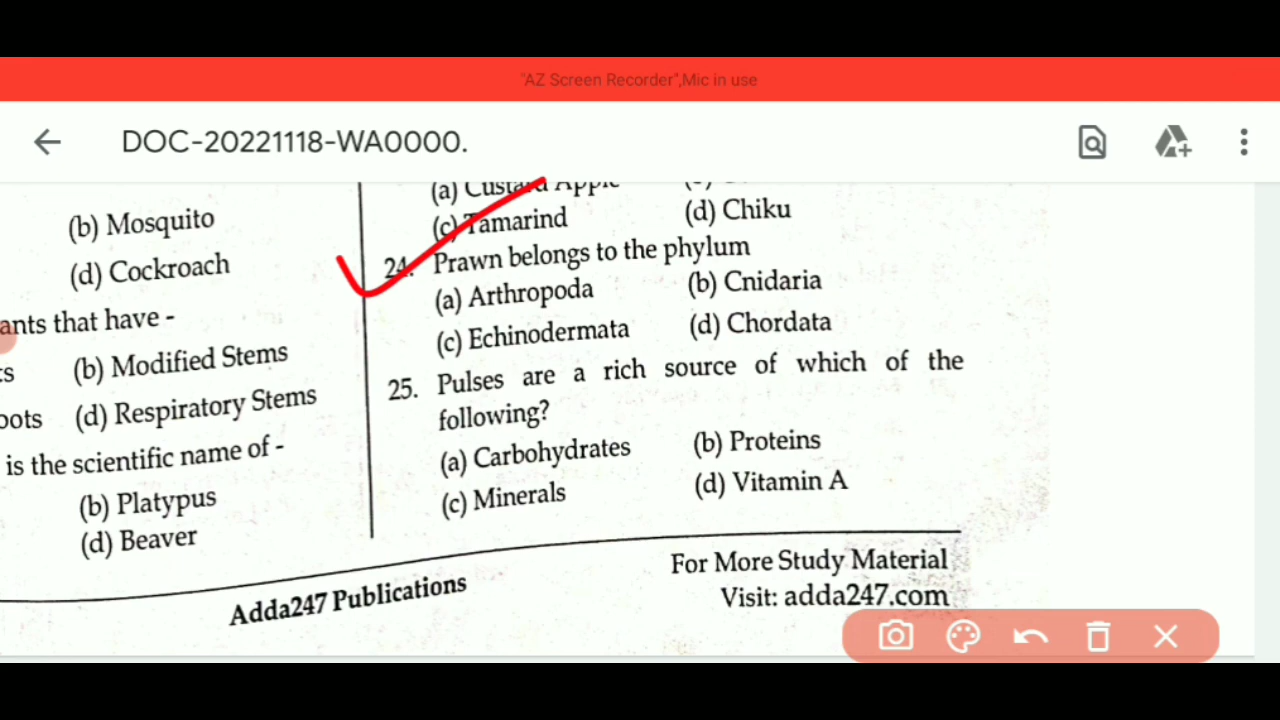 "AZ Screen Recorder",Mic in use
DOC-20221118-WA0000.
(b) Mosquito
(d) Cockroach
ants that have -
(b) Modified Stems
oots (d) Respiratory Stems
is the scientific name of -
(b) Platypus
(d) Beaver
(a) Custard Apple
(c) Tamarind (d) Chiku
24. Prawn belongs to the phylum
(a) Arthropoda (b) Cnidaria
(c) Echinodermata (d) Chordata
25. Pulses are a rich source of which of the
following?
(a) Carbohydrates (b) Proteins
(c) Minerals (d) Vitamin A
Adda247 Publications
For More Study Material
Visit: adda247.com